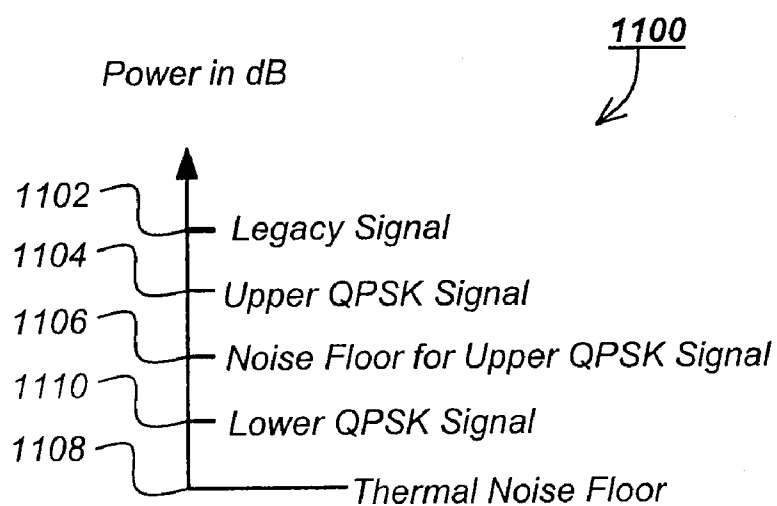 1100
Power in dB
1102
Legacy Signal
1104
Upper QPSK Signal
1106
Noise Floor for Upper QPSK Signal
1110
Lower QPSK Signal
1108
Thermal Noise Floor